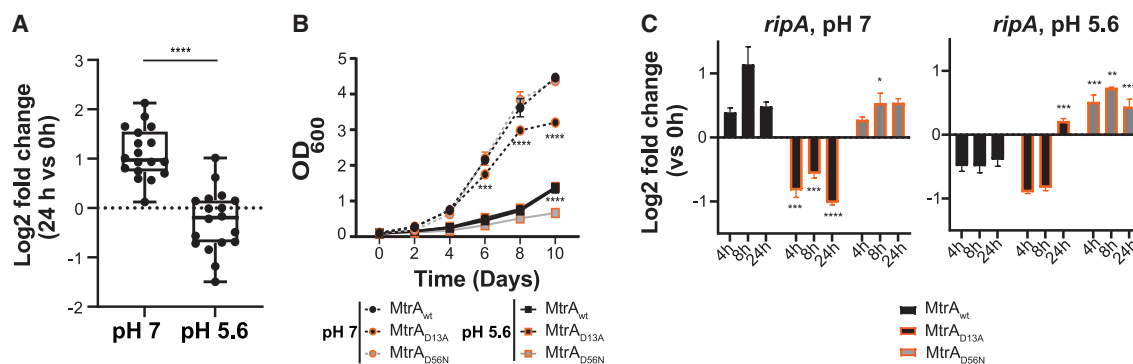 A
****
Log2 fold change
(24 h vs 0h)
3
2
1
0
-1
-2
pH 7
pH 5.6
B
OD600
5
4
3
2
1
0
***
****
****
****
0
2
4
6
8
10
Time (Days)
pH 7
MtrAwt
MtrAD13A
MtrAD56N
pH 5.6
MtrAwt
MtrAD13A
MtrAD56N
C
ripA, pH 7
Log2 fold change
(vs 0h)
1
0
-1
***
***
****
*
4h
8h
24h
4h
8h
24h
4h
8h
24h
ripA, pH 5.6
1
0
-1
***
***
**
***
4h
8h
24h
4h
8h
24h
4h
8h
24h
MtrAwt
MtrAD13A
MtrAD56N